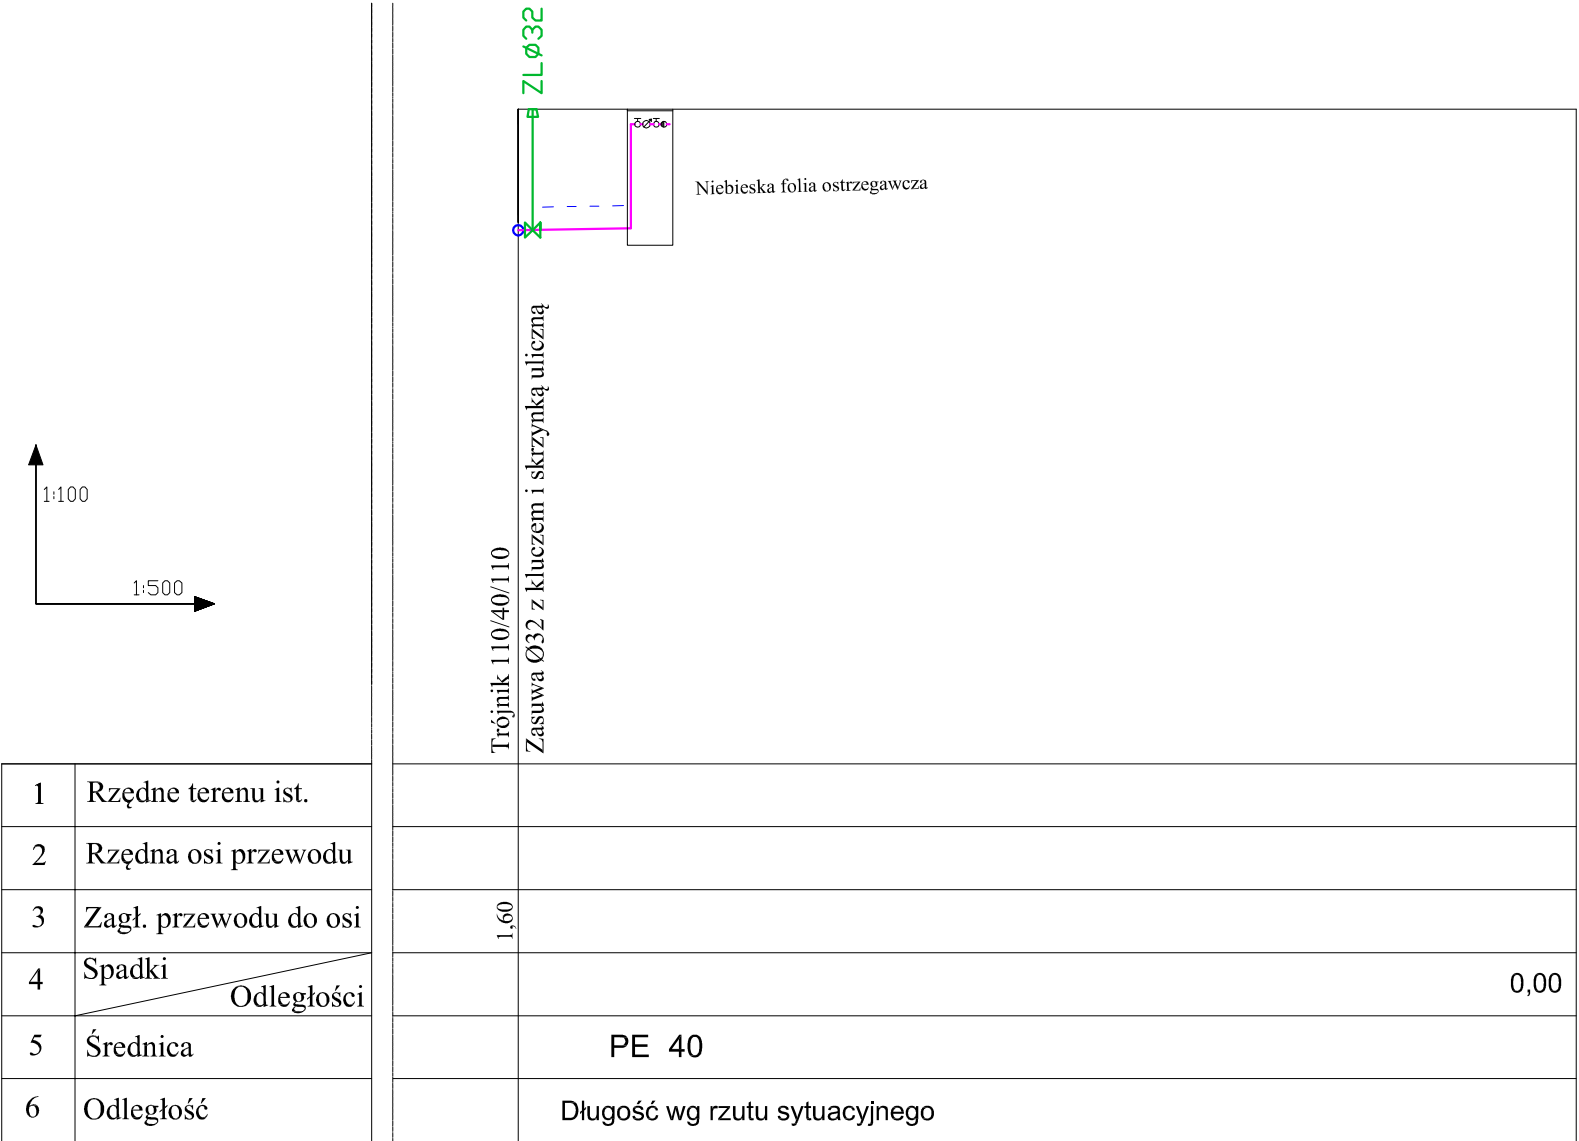 ZLø32
Niebieska folia ostrzegawcza
1:100
1:500
Trójnik 110/40/110
Zasuwa Ø32 z kluczem i skrzynką uliczną
1 Rzędne terenu ist.
2 Rzędna osi przewodu
3 Zagł. przewodu do osi 1,60
4 Spadki
Odległości 0,00
5 Średnica PE 40
6 Odległość Długość wg rzutu sytuacyjnego